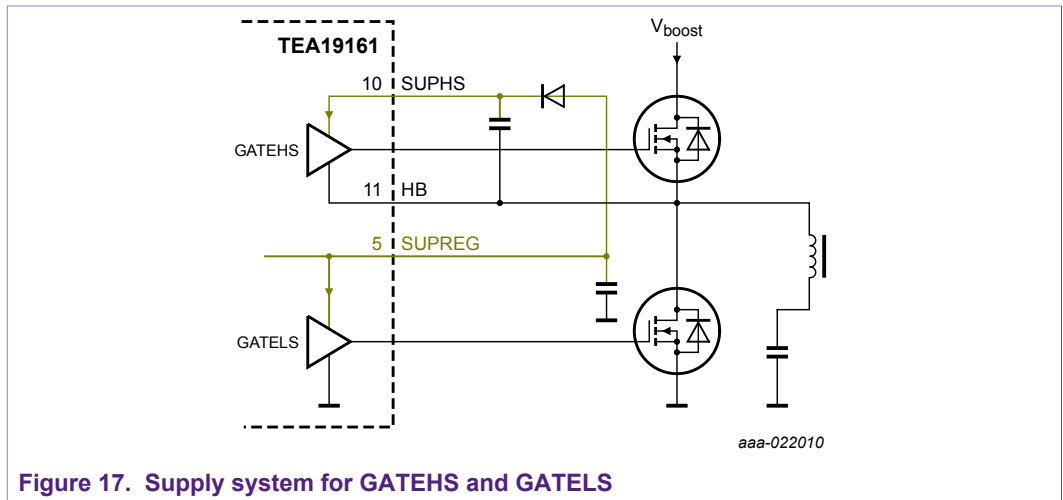 V_boost
TEA19161
10 SUPHS
GATEHS
11 HB
5 SUPREG
GATELS
aaa-022010
Figure 17. Supply system for GATEHS and GATELS